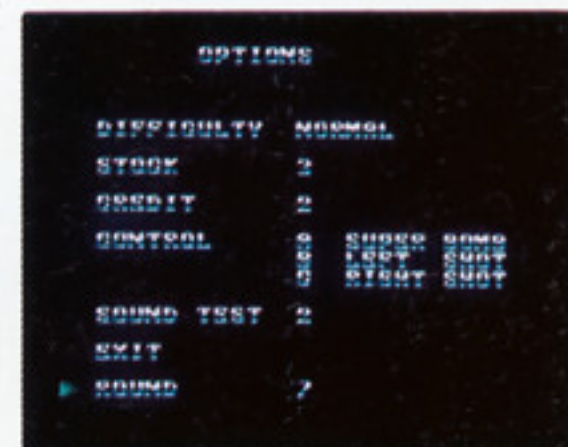 OPTIONS
DIFFICULTY NORMAL
STOCK 3
CREDIT 2
CONTROL A SUPER BOMB
B LEFT SHOT
C RIGHT SHOT
SOUND TEST 2
EXIT
ROUND 7